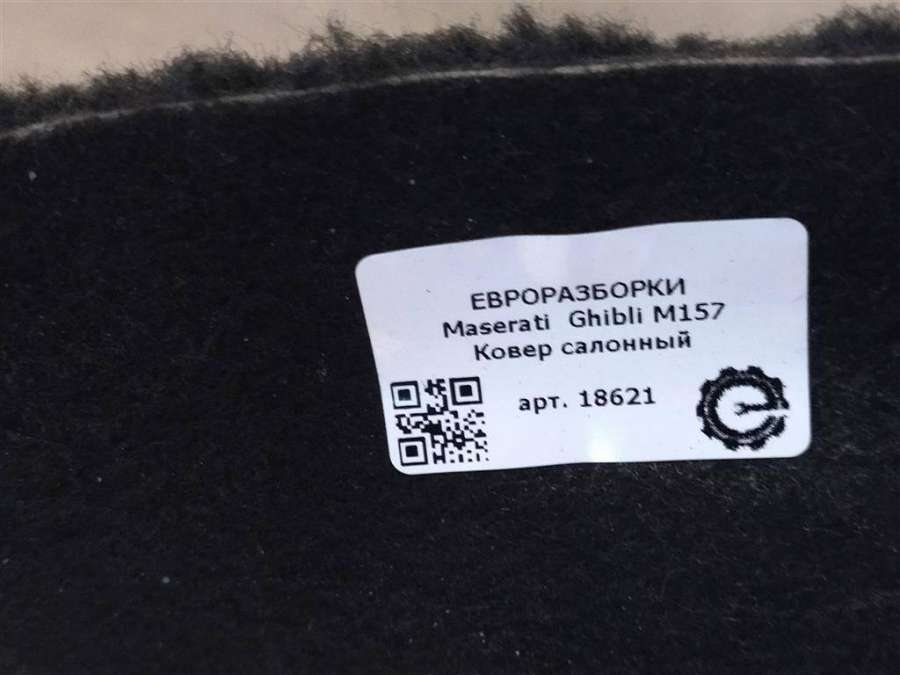 ЕВРОРАЗБОРКИ
Maserati Ghibli M157
Ковер салонный
арт. 18621